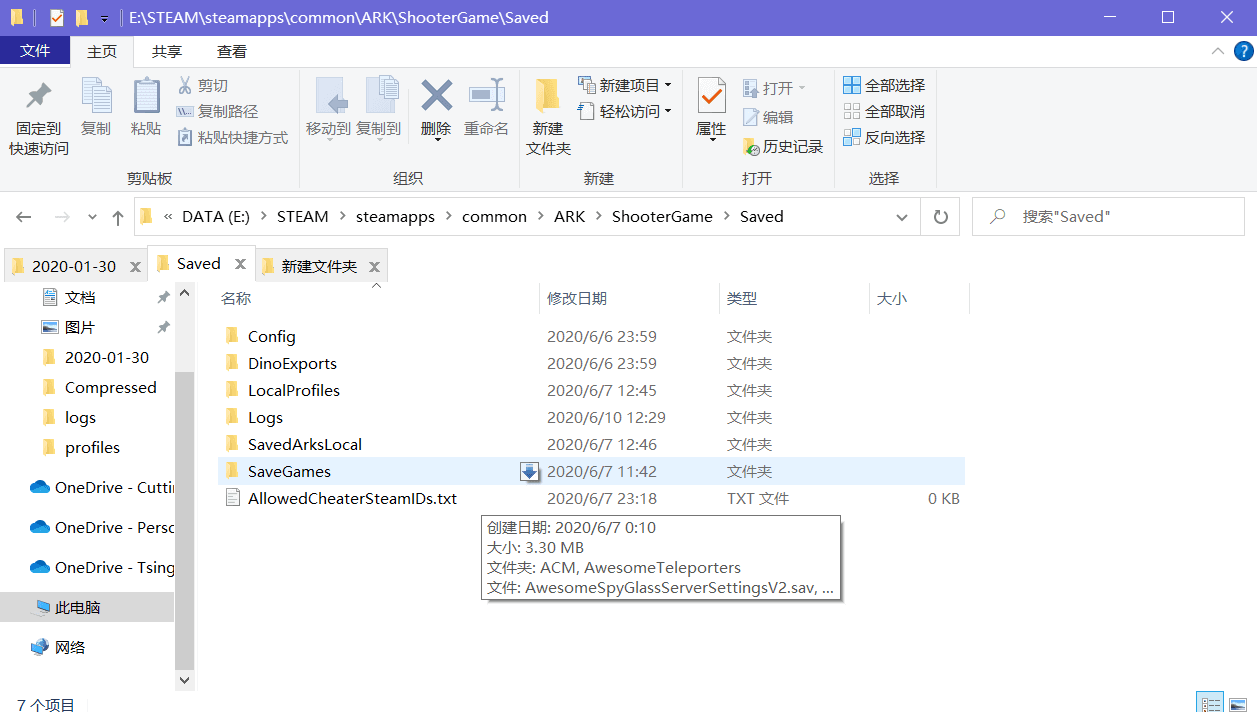 E:\STEAM\steamapps\common\ARK\ShooterGame\Saved
文件 主页 共享 查看
固定到
快速访问
复制
粘贴
剪切
复制路径
粘贴快捷方式
剪贴板
移动到
复制到
删除
重命名
组织
新建
文件夹
新建项目
轻松访问
新建
属性
打开
编辑
历史记录
打开
全部选择
全部取消
反向选择
选择
« DATA (E:) > STEAM > steamapps > common > ARK > ShooterGame > Saved
搜索"Saved"
2020-01-30
Saved
新建文件夹
文档
图片
2020-01-30
Compressed
logs
profiles
OneDrive - Cutti
OneDrive - Perso
OneDrive - Tsing
此电脑
网络
名称 修改日期 类型 大小
Config 2020/6/6 23:59 文件夹
DinoExports 2020/6/6 23:59 文件夹
LocalProfiles 2020/6/7 12:45 文件夹
Logs 2020/6/10 12:29 文件夹
SavedArksLocal 2020/6/7 12:46 文件夹
SaveGames 2020/6/7 11:42 文件夹
AllowedCheaterSteamIDs.txt 2020/6/7 23:18 TXT 文件 0 KB
创建日期: 2020/6/7 0:10
大小: 3.30 MB
文件夹: ACM, AwesomeTeleporters
文件: AwesomeSpyGlassServerSettingsV2.sav, ...
7 个项目